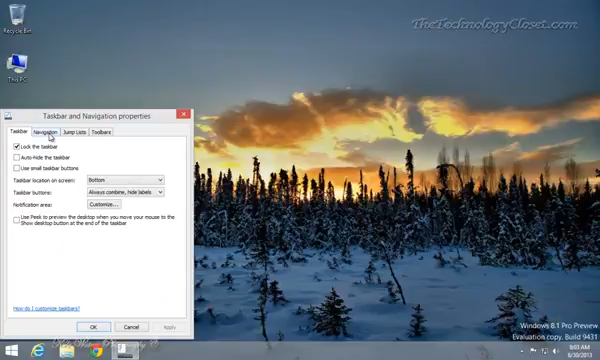 TheTechnologyCloset.com
Recycle Bin
This PC
Taskbar and Navigation properties
Taskbar
Navigation
Jump Lists
Toolbars
Lock the taskbar
Auto-hide the taskbar
Use small taskbar buttons
Taskbar location on screen:
Bottom
Taskbar buttons:
Always combine, hide labels
Notification area:
Customize...
Use Peek to preview the desktop when you move your mouse to the
Show desktop button at the end of the taskbar
How do I customize taskbars?
OK
Cancel
Apply
Windows 8.1 Pro Preview
Evaluation copy. Build 9431
9:03 AM
8/30/2013